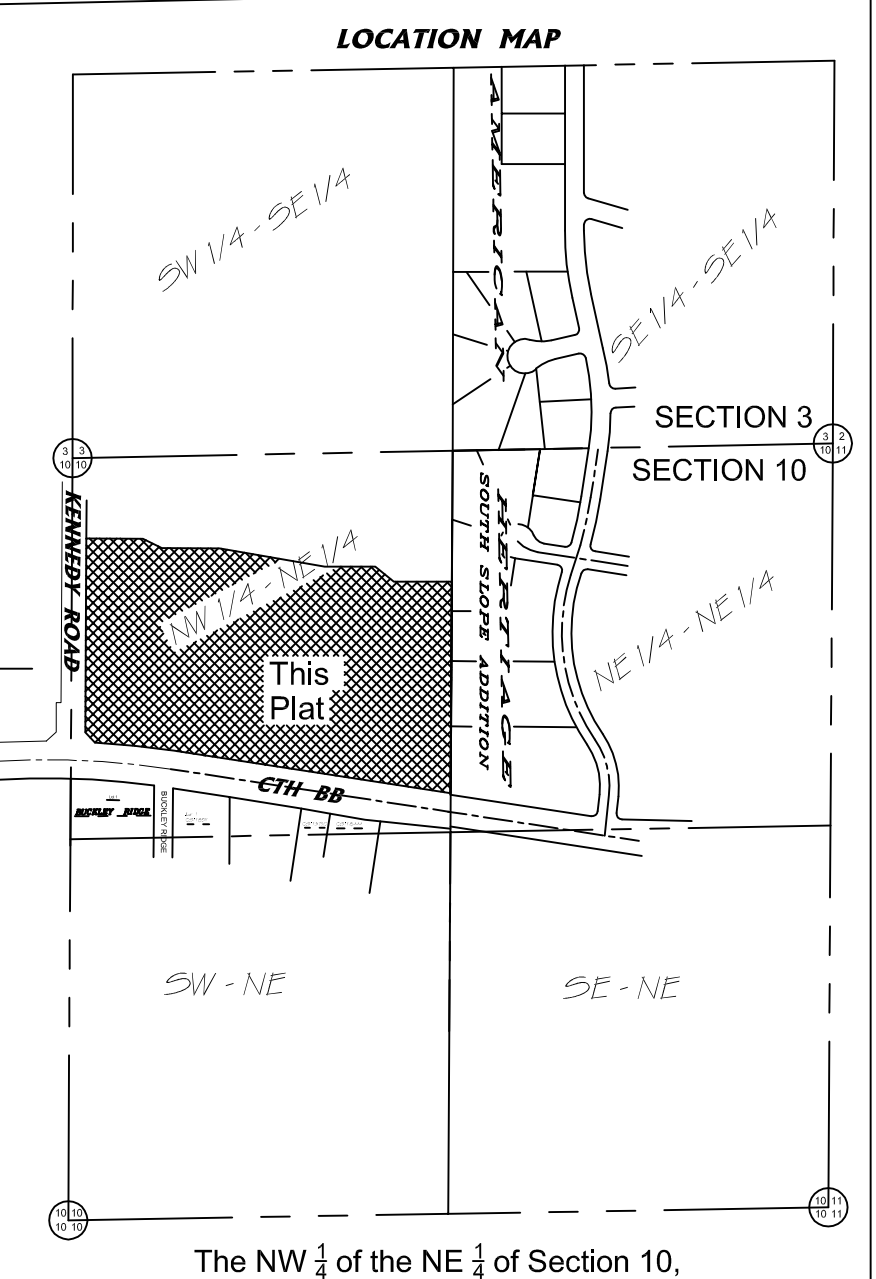 LOCATION MAP
AMERICAN
SW 1/4 - SE 1/4
SE 1/4 - SE 1/4
SECTION 3
3 3
10 10
3 2
10 11
SECTION 10
KENNEDY ROAD
NW 1/4 - NE 1/4
HERTIAGE
SOUTH SLOPE ADDITION
NE 1/4 - NE 1/4
This
Plat
CTH BB
BUCKLEY RIDGE
BUCKLEY RIDGE
SW - NE
SE - NE
10 10
10 10
10 11
10 11
The NW 1/4 of the NE 1/4 of Section 10,